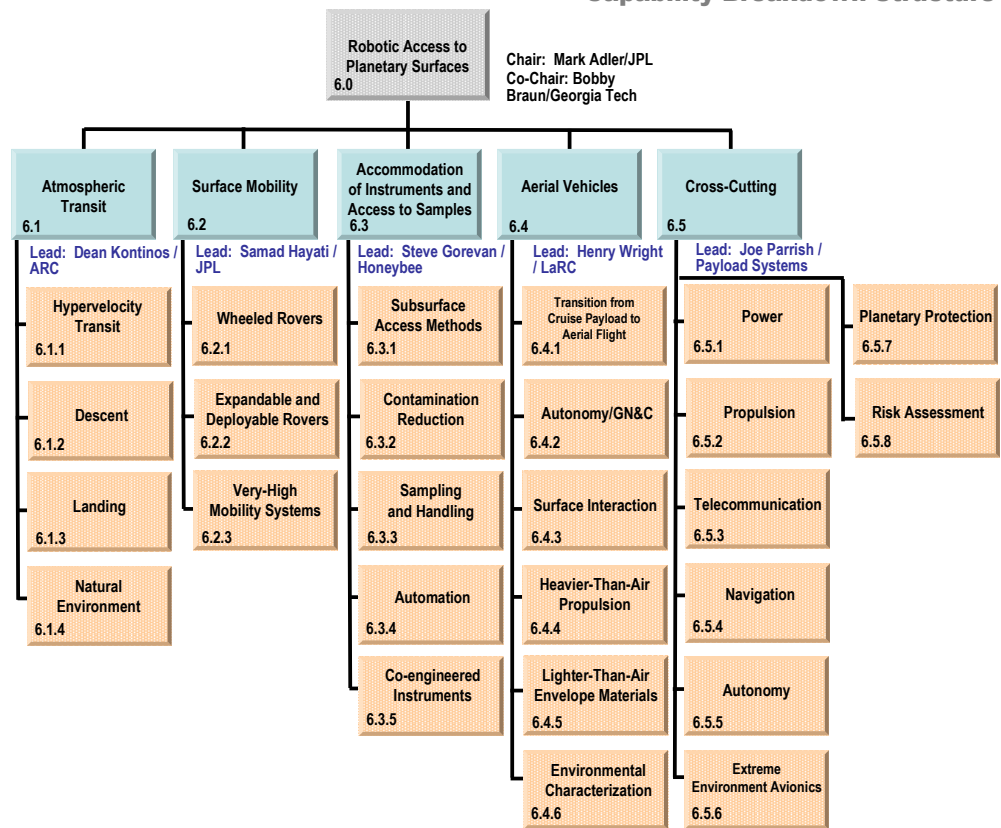 Capability Breakdown Structure
Robotic Access to
Planetary Surfaces
6.0
Chair: Mark Adler/JPL
Co-Chair: Bobby
Braun/Georgia Tech
Atmospheric
Transit
6.1
Lead: Dean Kontinos /
ARC
Hypervelocity
Transit
6.1.1
Descent
6.1.2
Landing
6.1.3
Natural
Environment
6.1.4
Surface Mobility
6.2
Lead: Samad Hayati /
JPL
Wheeled Rovers
6.2.1
Expandable and
Deployable Rovers
6.2.2
Very-High
Mobility Systems
6.2.3
Accommodation
of Instruments and
Access to Samples
6.3
Lead: Steve Gorevan /
Honeybee
Subsurface
Access Methods
6.3.1
Contamination
Reduction
6.3.2
Sampling
and Handling
6.3.3
Automation
6.3.4
Co-engineered
Instruments
6.3.5
Aerial Vehicles
6.4
Lead: Henry Wright
/ LaRC
Transition from
Cruise Payload to
Aerial Flight
6.4.1
Autonomy/GN&C
6.4.2
Surface Interaction
6.4.3
Heavier-Than-Air
Propulsion
6.4.4
Lighter-Than-Air
Envelope Materials
6.4.5
Environmental
Characterization
6.4.6
Cross-Cutting
6.5
Lead: Joe Parrish /
Payload Systems
Power
6.5.1
Propulsion
6.5.2
Telecommunication
6.5.3
Navigation
6.5.4
Autonomy
6.5.5
Extreme
Environment Avionics
6.5.6
Planetary Protection
6.5.7
Risk Assessment
6.5.8